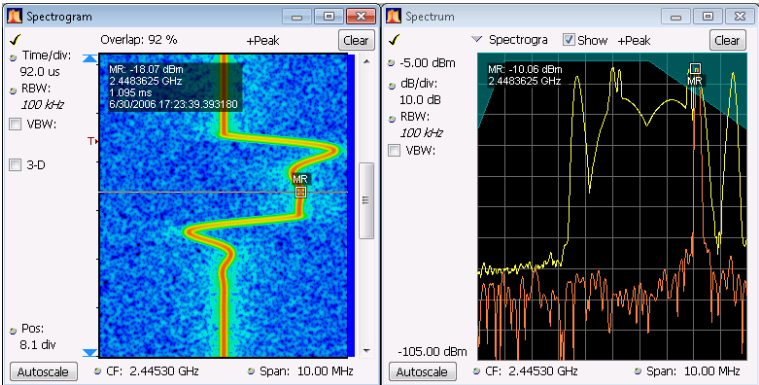 Spectrogram
Overlap: 92 %
+Peak
Clear
Time/div:
92.0 us
RBW:
100 kHz
VBW:
3-D
Pos:
8.1 div
Autoscale
MR: -18.07 dBm
2.4483625 GHz
1.095 ms
6/30/2006 17:23:39.393180
T
MR
CF: 2.44530 GHz
Span: 10.00 MHz
Spectrum
Spectrogra
Show
+Peak
Clear
-5.00 dBm
dB/div:
10.0 dB
RBW:
100 kHz
VBW:
-105.00 dBm
Autoscale
MR: -10.06 dBm
2.4483625 GHz
MR
CF: 2.44530 GHz
Span: 10.00 MHz